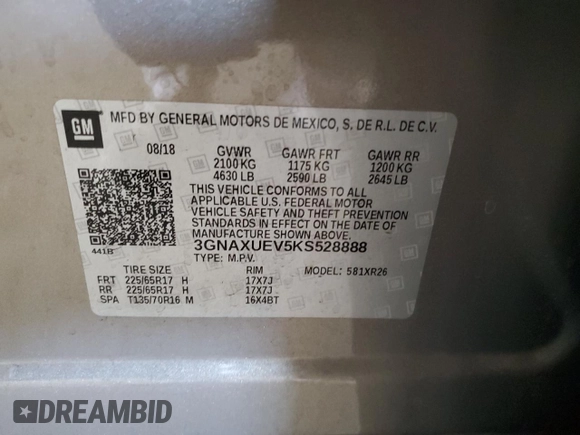 GM
MFD BY GENERAL MOTORS DE MEXICO, S. DE R.L. DE C.V.
08/18 GVWR GAWR FRT GAWR RR
2100 KG 1175 KG 1200 KG
4630 LB 2590 LB 2645 LB
THIS VEHICLE CONFORMS TO ALL
APPLICABLE U.S. FEDERAL MOTOR
VEHICLE SAFETY AND THEFT PREVENTION
STANDARDS IN EFFECT ON THE DATE OF
MANUFACTURE SHOWN ABOVE.
441B 3GNAXUEV5KS528888
TYPE: M.P.V.
TIRE SIZE RIM MODEL: 581XR26
FRT 225/65R17 H 17X7J
RR 225/65R17 H 17X7J
SPA T135/70R16 M 16X4BT
DREAMBID